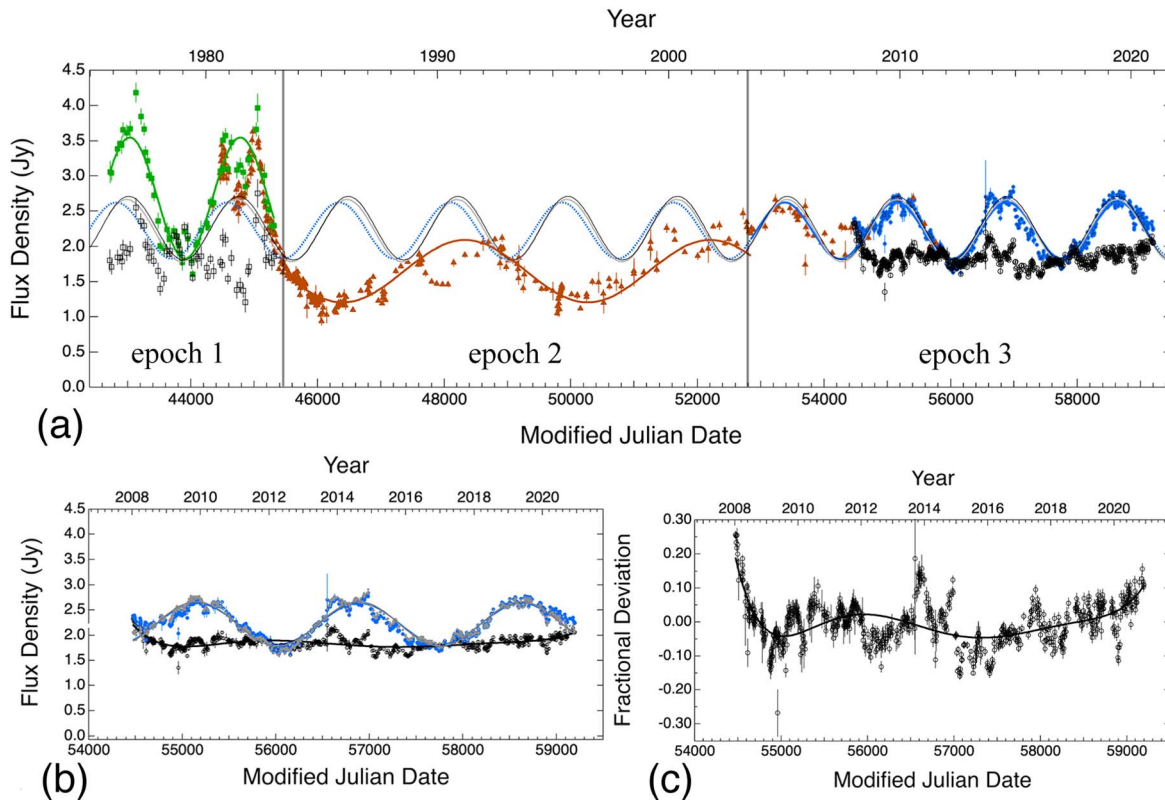 Year
1980 1990 2000 2010 2020
4.5
4.0
3.5
3.0
2.5
2.0
1.5
1.0
0.5
0.0
Flux Density (Jy)
epoch 1 epoch 2 epoch 3
44000 46000 48000 50000 52000 54000 56000 58000
Modified Julian Date
(a)
Year
2008 2010 2012 2014 2016 2018 2020
4.5
4.0
3.5
3.0
2.5
2.0
1.5
1.0
0.5
0.0
Flux Density (Jy)
54000 55000 56000 57000 58000 59000
Modified Julian Date
(b)
Year
2008 2010 2012 2014 2016 2018 2020
0.30
0.20
0.10
0.00
-0.10
-0.20
-0.30
Fractional Deviation
54000 55000 56000 57000 58000 59000
Modified Julian Date
(c)